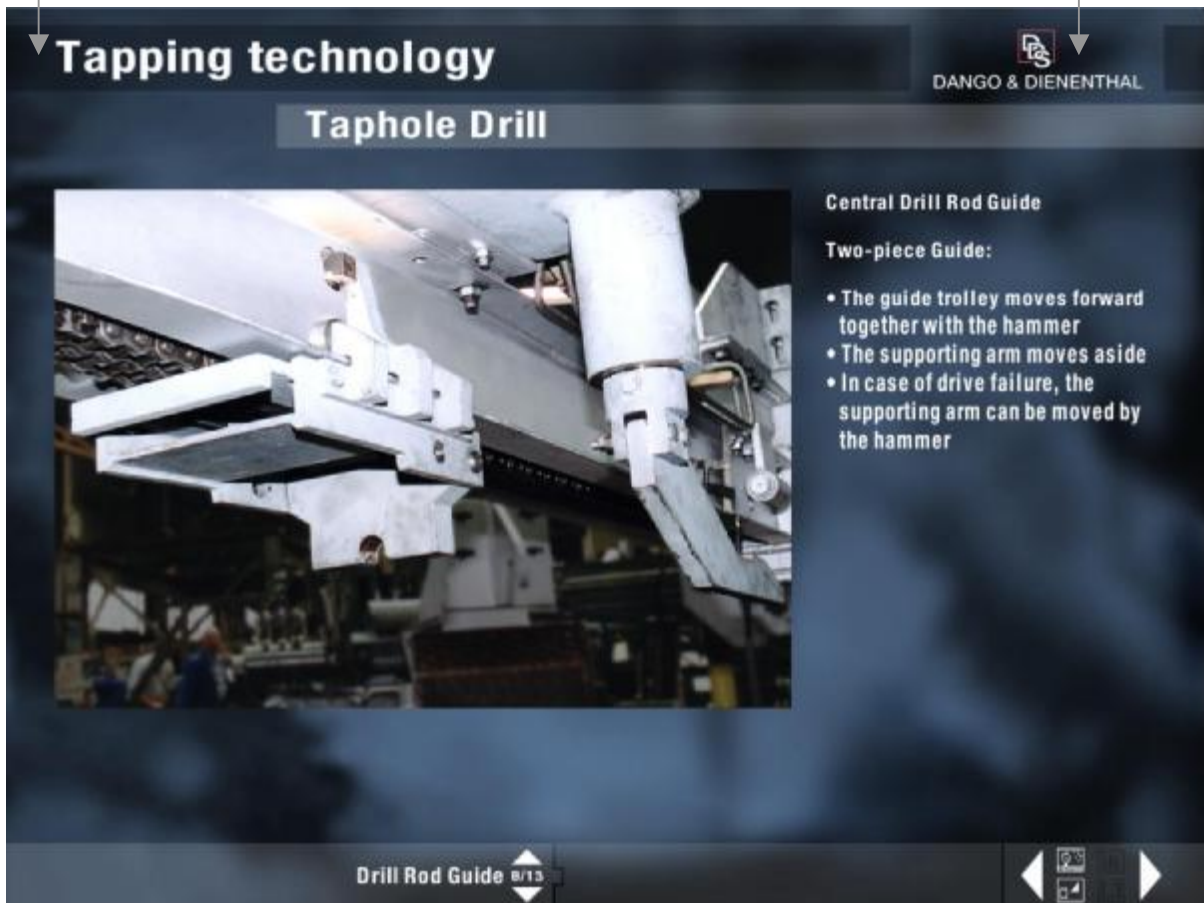 Tapping technology
DDS
DANGO & DIENENTHAL
Taphole Drill
Central Drill Rod Guide
Two-piece Guide:
• The guide trolley moves forward
together with the hammer
• The supporting arm moves aside
• In case of drive failure, the
supporting arm can be moved by
the hammer
Drill Rod Guide 8/13